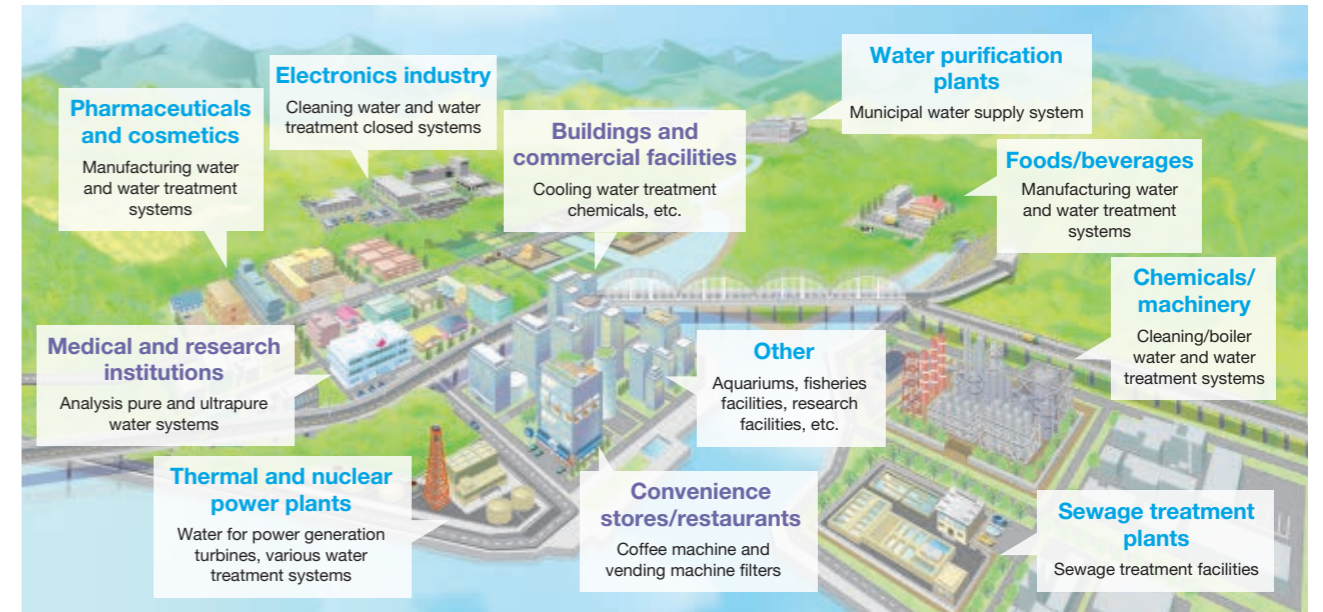 Electronics industry
Cleaning water and water
treatment closed systems
Water purification
plants
Municipal water supply system
Pharmaceuticals
and cosmetics
Manufacturing water
and water treatment
systems
Buildings and
commercial facilities
Cooling water treatment
chemicals, etc.
Foods/beverages
Manufacturing water
and water treatment
systems
Chemicals/
machinery
Cleaning/boiler
water and water
treatment systems
Medical and research
institutions
Analysis pure and ultrapure
water systems
Other
Aquariums, fisheries
facilities, research
facilities, etc.
Thermal and nuclear
power plants
Water for power generation
turbines, various water
treatment systems
Convenience
stores/restaurants
Coffee machine and
vending machine filters
Sewage treatment
plants
Sewage treatment facilities